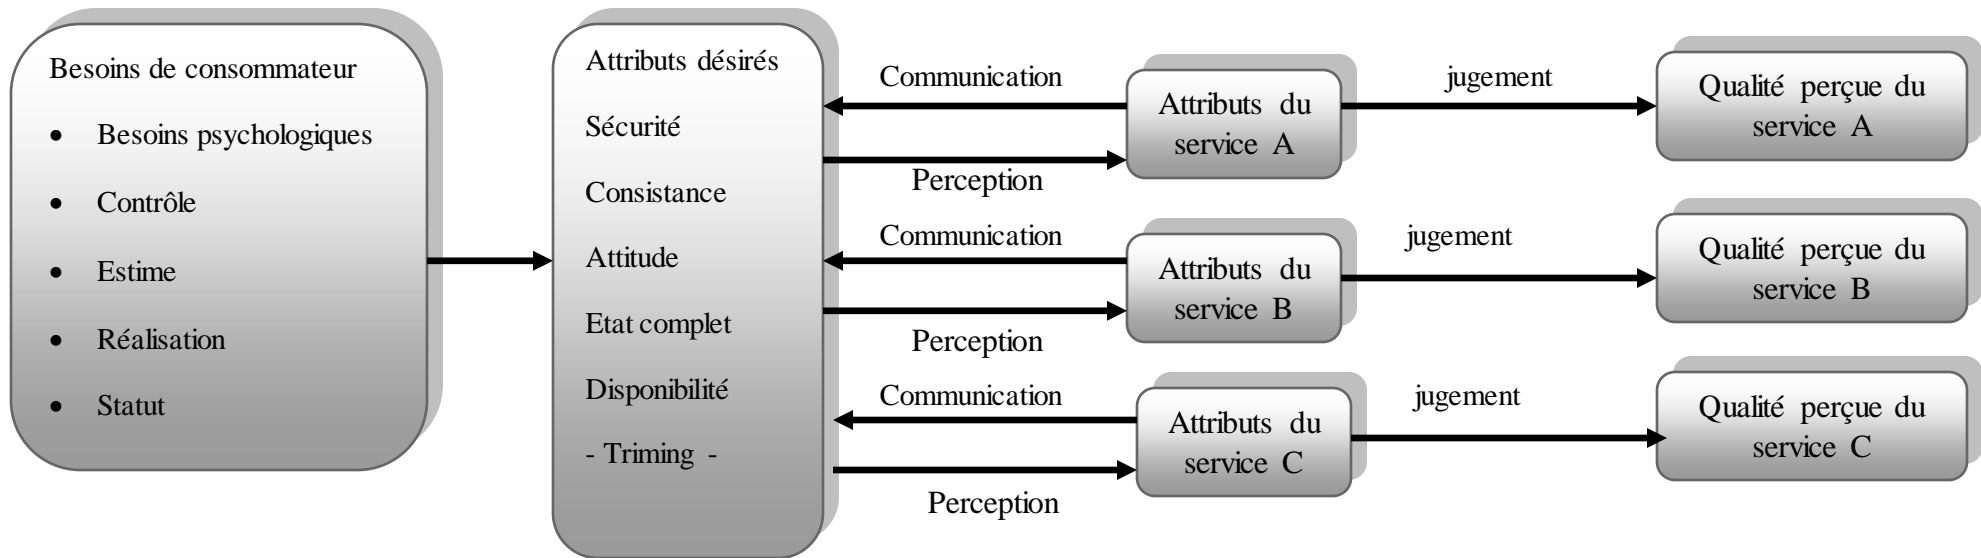 Besoins de consommateur
• Besoins psychologiques
• Contrôle
• Estime
• Réalisation
• Statut
Attributs désirés
Sécurité
Consistance
Attitude
Etat complet
Disponibilité
- Triming -
Communication
Perception
Communication
Perception
Communication
Perception
Attributs du
service A
Attributs du
service B
Attributs du
service C
jugement
jugement
jugement
Qualité perçue du
service A
Qualité perçue du
service B
Qualité perçue du
service C